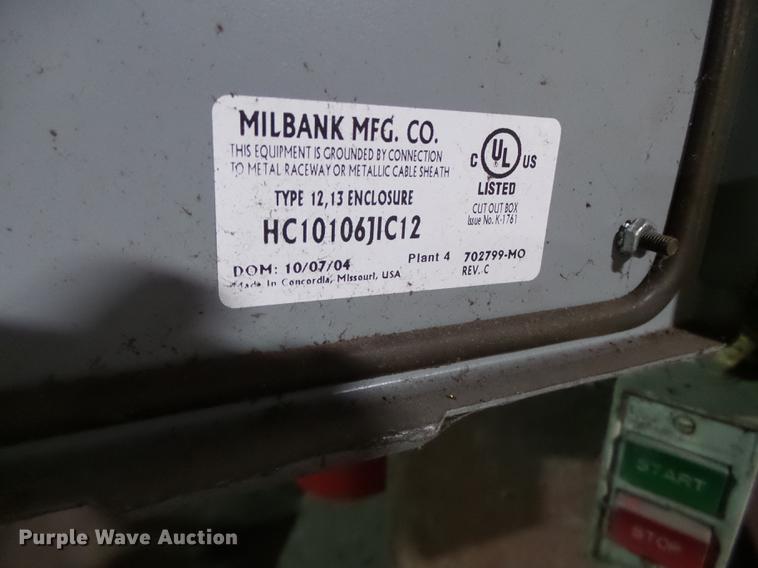 MILBANK MFG. CO.
THIS EQUIPMENT IS GROUNDED BY CONNECTION
TO METAL RACEWAY OR METALLIC CABLE SHEATH
TYPE 12,13 ENCLOSURE
HC10106JIC12
DOM: 10/07/04
Made In Concordia, Missouri, USA
Plant 4
702799-MO
REV. C
C UL US
LISTED
CUT OUT BOX
Issue No. K-1761
START
STOP
Purple Wave Auction